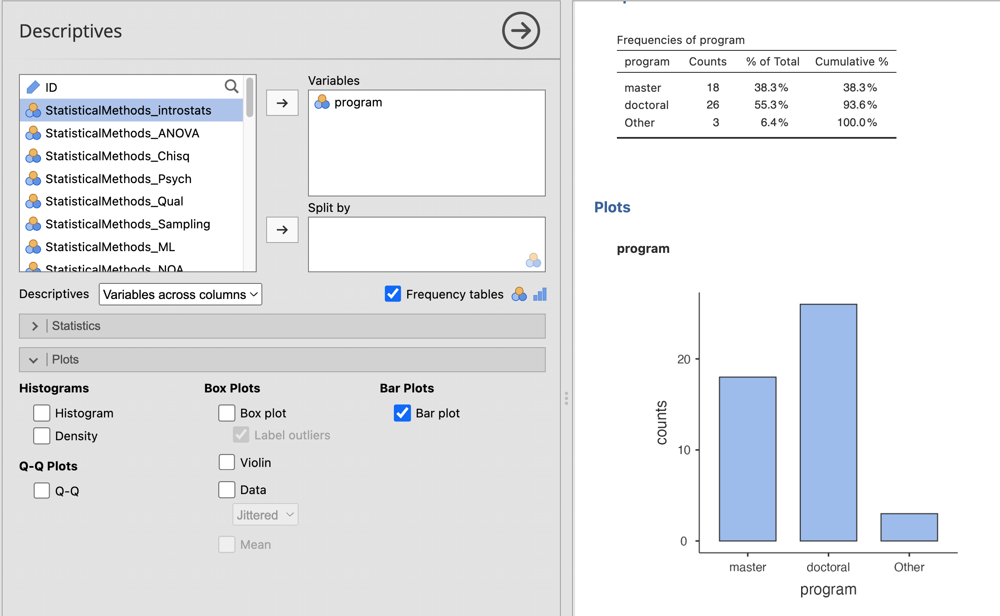 Descriptives
ID
StatisticalMethods_introstats
StatisticalMethods_ANOVA
StatisticalMethods_Chisq
StatisticalMethods_Psych
StatisticalMethods_Qual
StatisticalMethods_Sampling
StatisticalMethods_ML
StatisticalMethods_NOA
Variables
program
Split by
Descriptives Variables across columns Frequency tables
Statistics
Plots
Histograms
Histogram
Density
Q-Q Plots
Q-Q
Box Plots
Box plot
Label outliers
Violin
Data
Jittered
Mean
Bar Plots
Bar plot
Frequencies of program
program Counts % of Total Cumulative %
master 18 38.3% 38.3%
doctoral 26 55.3% 93.6%
Other 3 6.4% 100.0%
Plots
program
20
10
0
counts
master doctoral Other
program